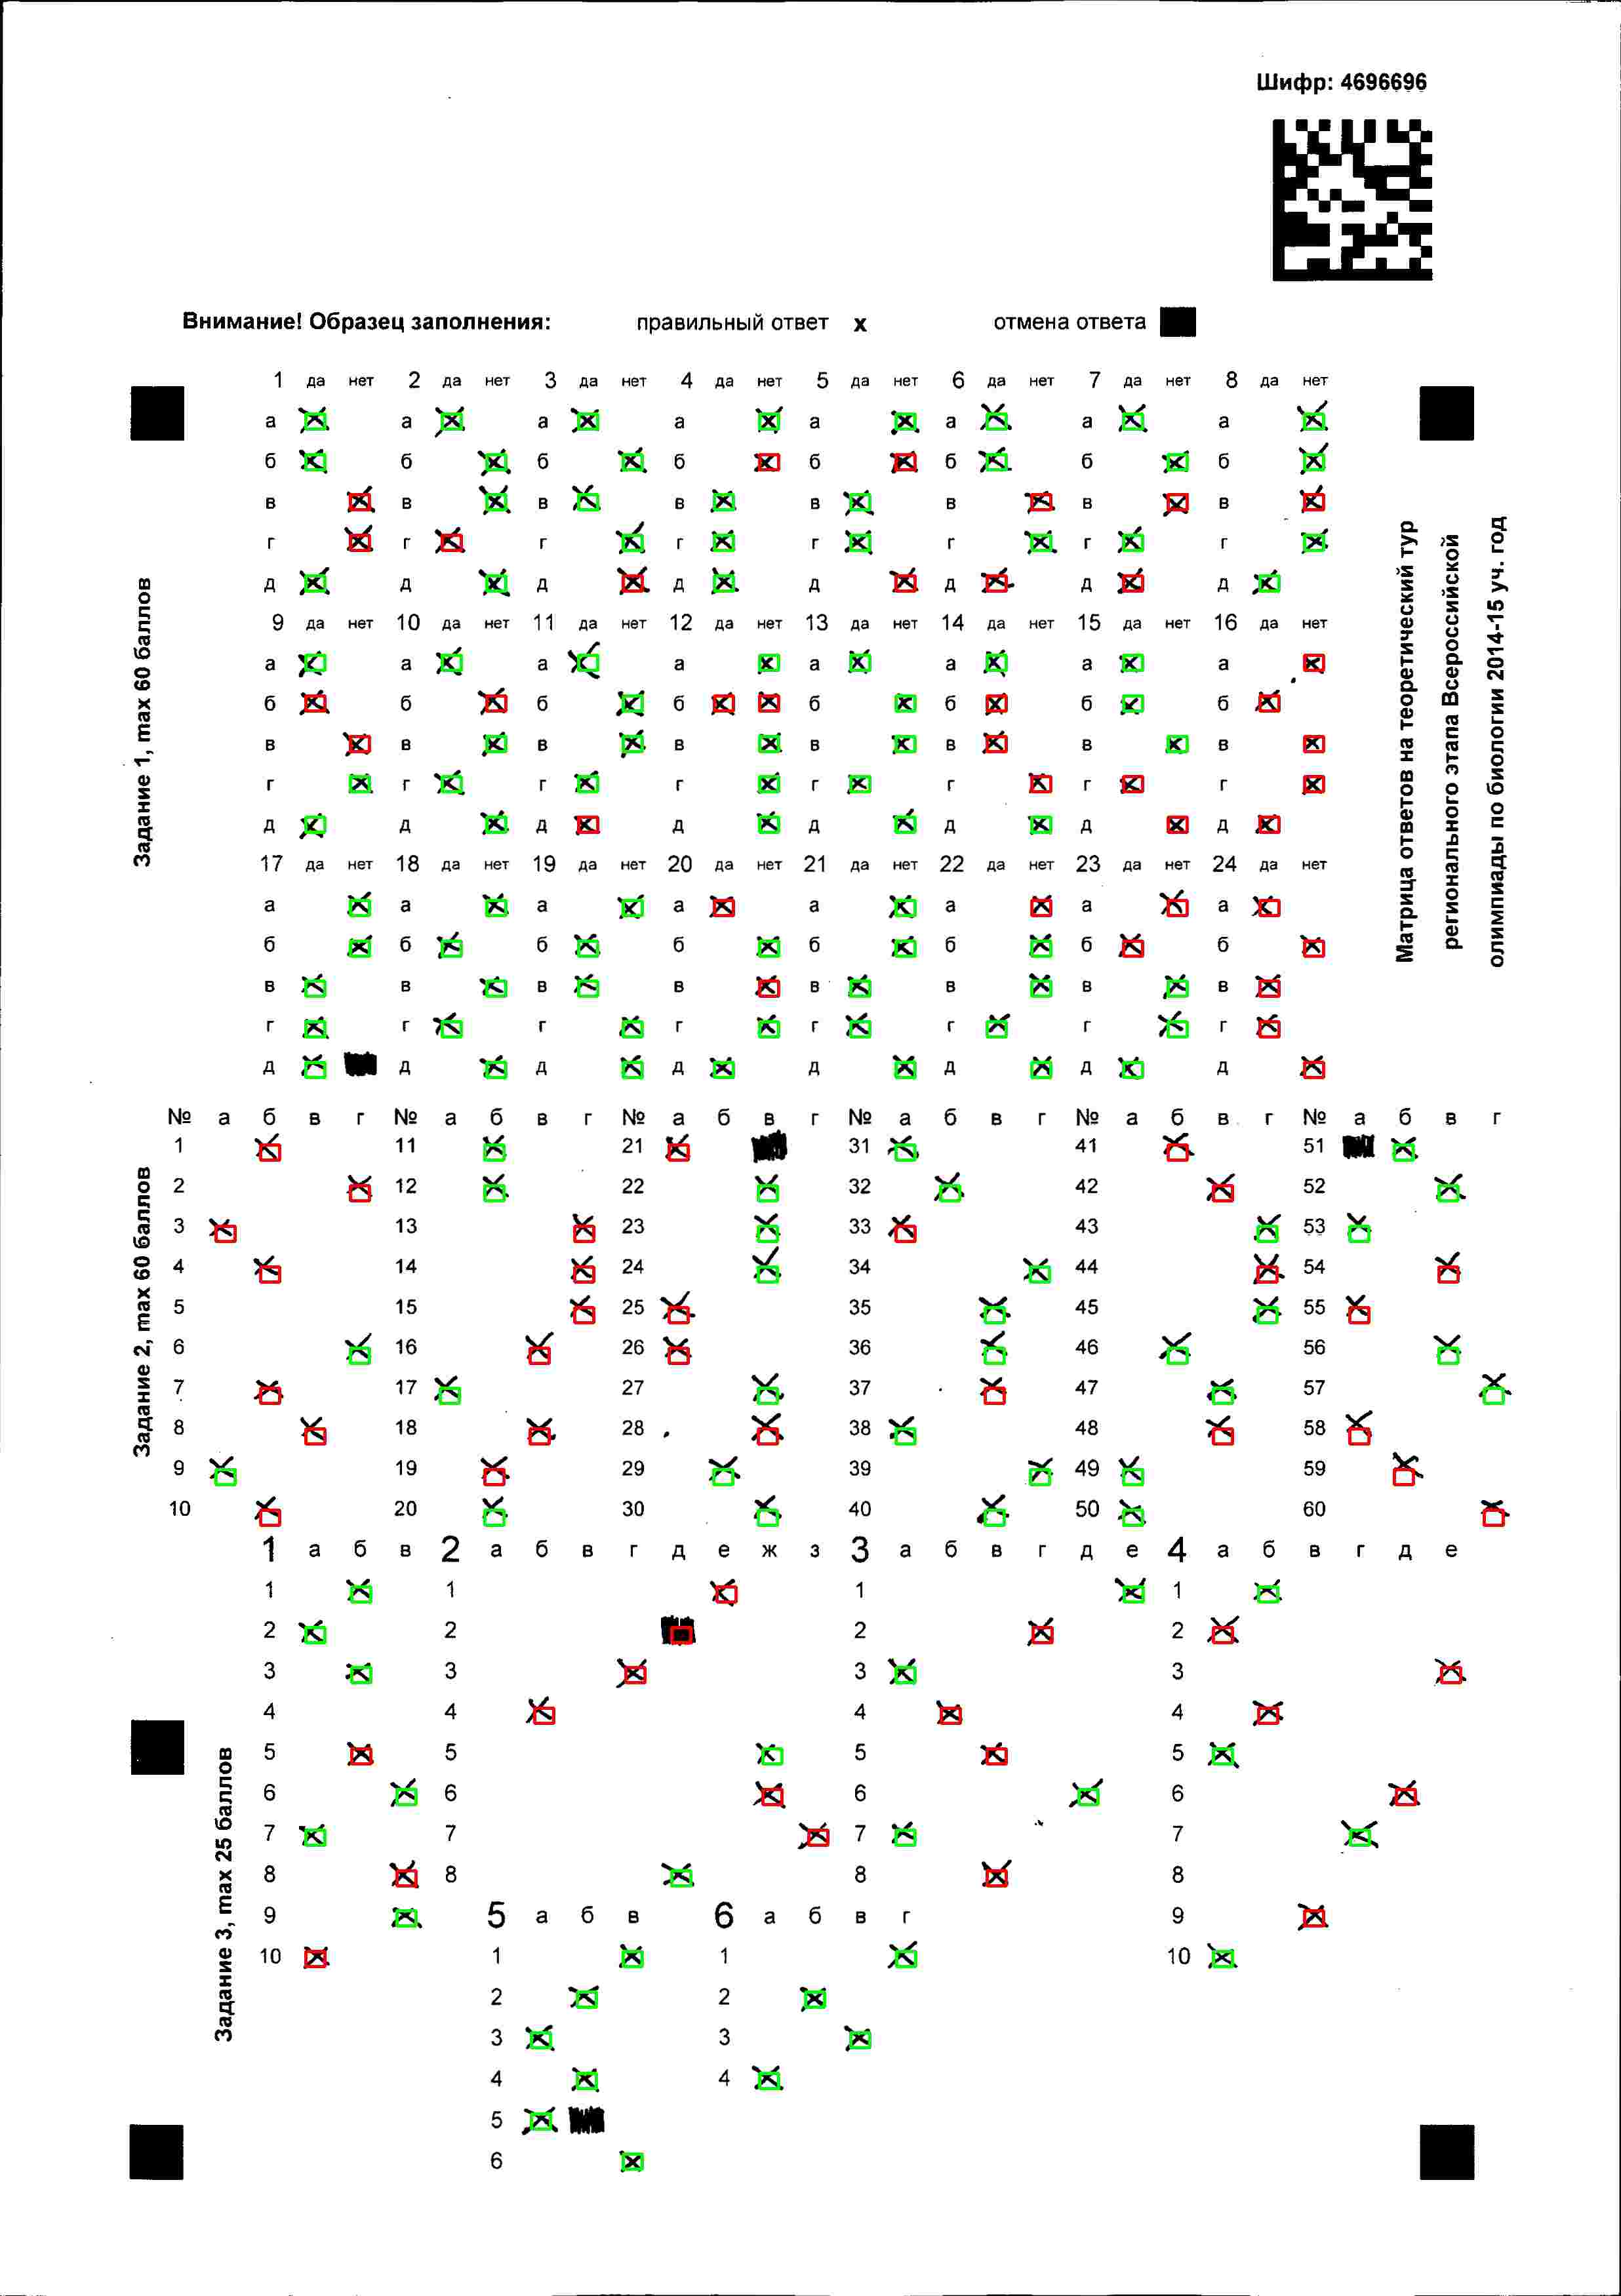 Шифр: 4696696
Внимание! Образец заполнения: правильный ответ x отмена ответа
Матрица ответов на теоретический тур
регионального этапа Всероссийской
олимпиады по биологии 2014-15 уч. год
Задание 1, max 60 баллов
1 да нет 2 да нет 3 да нет 4 да нет 5 да нет 6 да нет 7 да нет 8 да нет
а а а а а а а а
б б б б б б б б
в в в в в в в в
г г г г г г г г
д д д д д д д д
9 да нет 10 да нет 11 да нет 12 да нет 13 да нет 14 да нет 15 да нет 16 да нет
а а а а а а а а
б б б б б б б б
в в в в в в в в
г г г г г г г г
д д д д д д д д
17 да нет 18 да нет 19 да нет 20 да нет 21 да нет 22 да нет 23 да нет 24 да нет
а а а а а а а а
б б б б б б б б
в в в в в в в в
г г г г г г г г
д д д д д д д д
Задание 2, max 60 баллов
№ а б в г № а б в г № а б в г № а б в г № а б в г № а б в г
1 11 21 31 41 51
2 12 22 32 42 52
3 13 23 33 43 53
4 14 24 34 44 54
5 15 25 35 45 55
6 16 26 36 46 56
7 17 27 37 47 57
8 18 28 38 48 58
9 19 29 39 49 59
10 20 30 40 50 60
Задание 3, max 25 баллов
1 а б в 2 а б в г д е ж з 3 а б в г д е 4 а б в г д е
1 1 1 1
2 2 2 2
3 3 3 3
4 4 4 4
5 5 5 5
6 6 6 6
7 7 7 7
8 8 8 8
9 5 а б в 6 а б в г 9
10 1 1 10
2 2
3 3
4 4
5
6